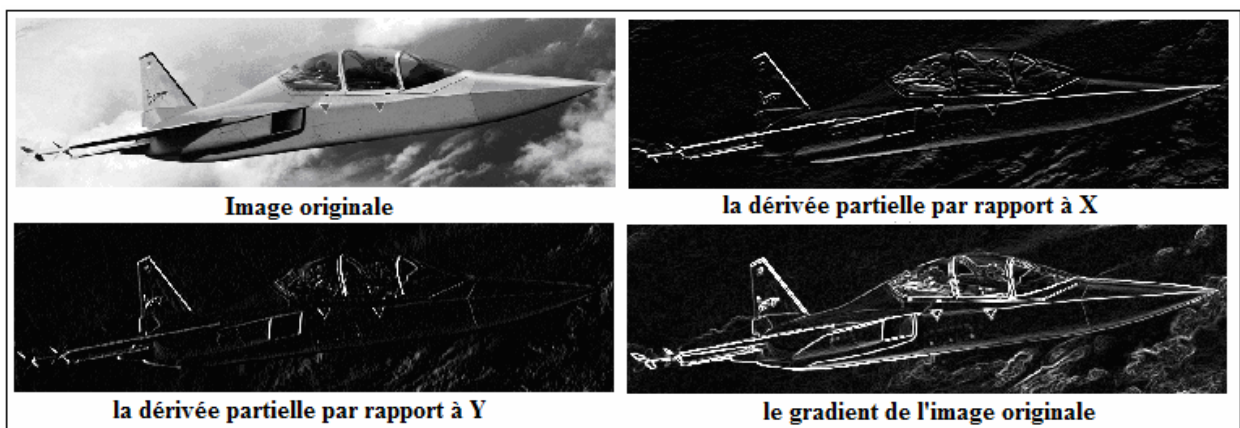 Image originale
la dérivée partielle par rapport à X
la dérivée partielle par rapport à Y
le gradient de l'image originale